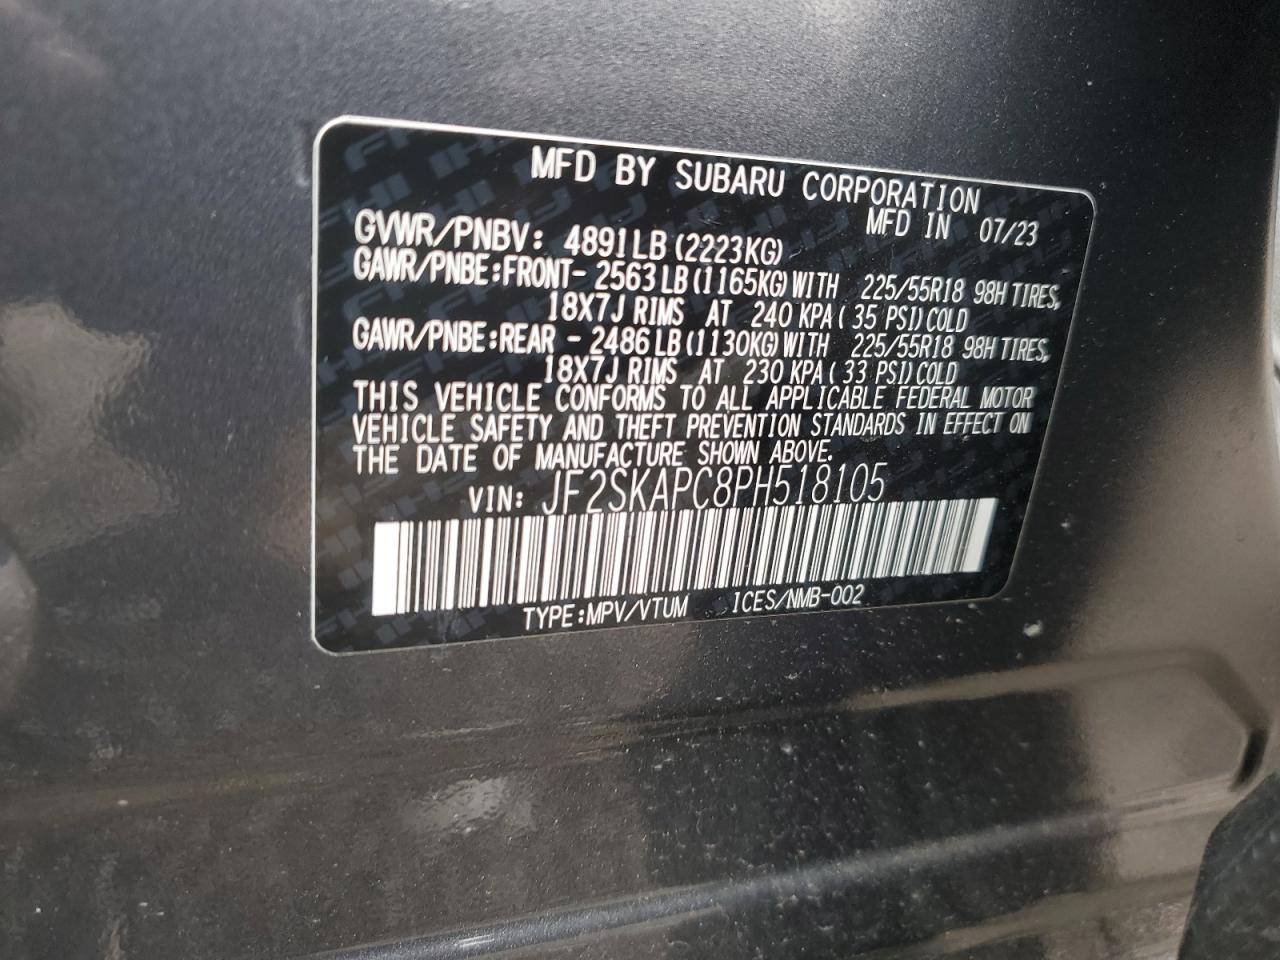 MFD BY SUBARU CORPORATION
MFD IN 07/23
GVWR/PNBV: 4891LB (2223KG)
GAWR/PNBE:FRONT- 2563LB(1165KG)WITH 225/55R18 98H TIRES,
18X7J RIMS AT 240 KPA( 35 PSI)COLD
GAWR/PNBE:REAR - 2486LB(1130KG)WITH 225/55R18 98H TIRES,
18X7J RIMS AT 230 KPA( 33 PSI)COLD
THIS VEHICLE CONFORMS TO ALL APPLICABLE FEDERAL MOTOR
VEHICLE SAFETY AND THEFT PREVENTION STANDARDS IN EFFECT ON
THE DATE OF MANUFACTURE SHOWN ABOVE.
VIN: JF2SKAPC8PH518105
TYPE:MPV/VTUM ICES/NMB-002